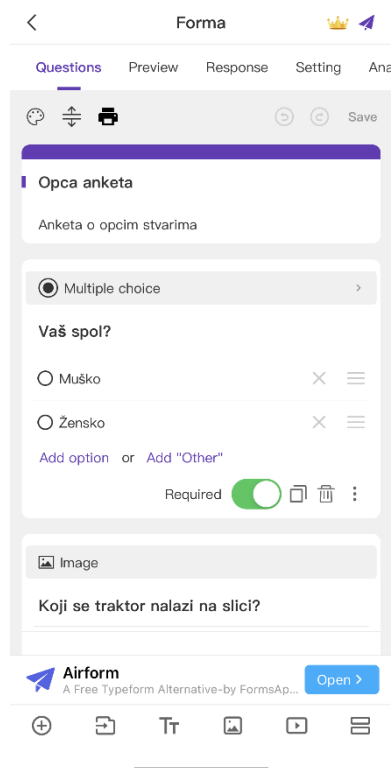 Forma
Questions Preview Response Setting Ana
Save
Opca anketa
Anketa o opcim stvarima
Multiple choice
Vaš spol?
Muško
Žensko
Add option or Add "Other"
Required
Image
Koji se traktor nalazi na slici?
Airform
A Free Typeform Alternative-by FormsAp...
Open >
Tт